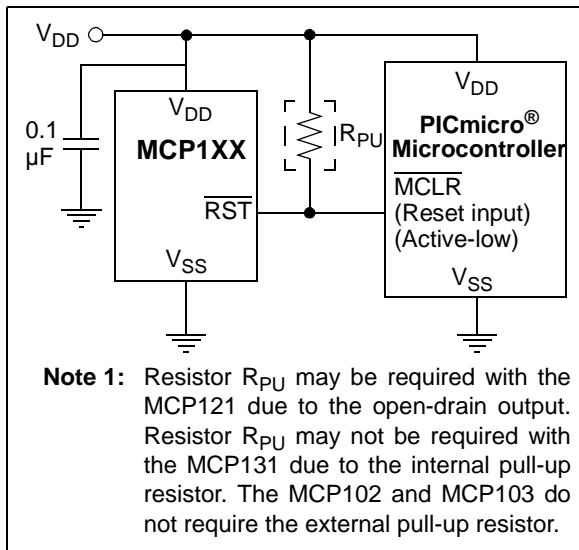 VDD
VDD
VDD
0.1
µF
MCP1XX
RPU
PICmicro®
Microcontroller
RST
MCLR
(Reset input)
(Active-low)
VSS
VSS
Note 1: Resistor RPU may be required with the
MCP121 due to the open-drain output.
Resistor RPU may not be required with
the MCP131 due to the internal pull-up
resistor. The MCP102 and MCP103 do
not require the external pull-up resistor.